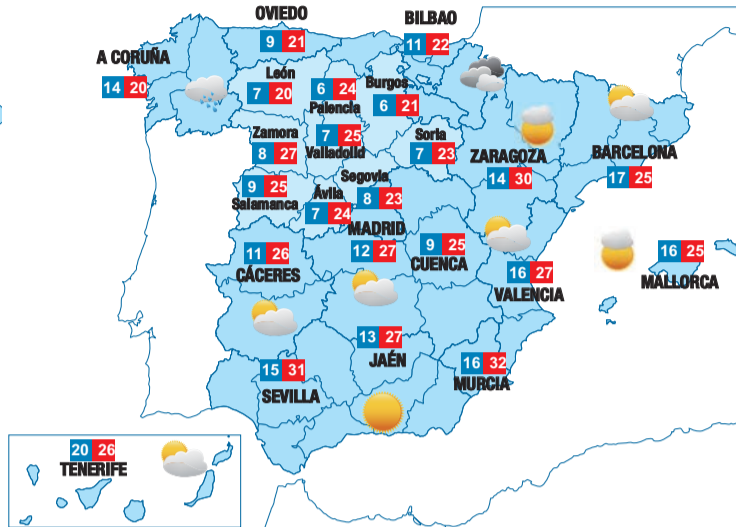 OVIEDO
9 21
BILBAO
11 22
A CORUÑA
14 20
León
7 20
6 24
Palencia
Burgos
6 21
Zamora
8 27
7 25
Valladolid
Soria
7 23
ZARAGOZA
14 30
BARCELONA
17 25
9 25
Salamanca
Ávila
7 24
Segovia
8 23
MADRID
12 27
9 25
CUENCA
11 26
CÁCERES
16 27
VALENCIA
16 25
MALLORCA
13 27
JAÉN
15 31
SEVILLA
16 32
MURCIA
20 26
TENERIFE